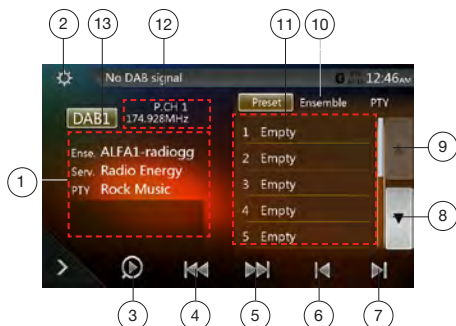 2 13 12 11 10
No DAB signal 12:46AM
DAB1 P.CH 1
174.928MHz
Preset Ensemble PTY
Ense. ALFA1-radiogg
Serv. Radio Energy
PTY Rock Music
1 Empty
2 Empty
3 Empty
4 Empty
5 Empty
1
9
8
3 4 5 6 7